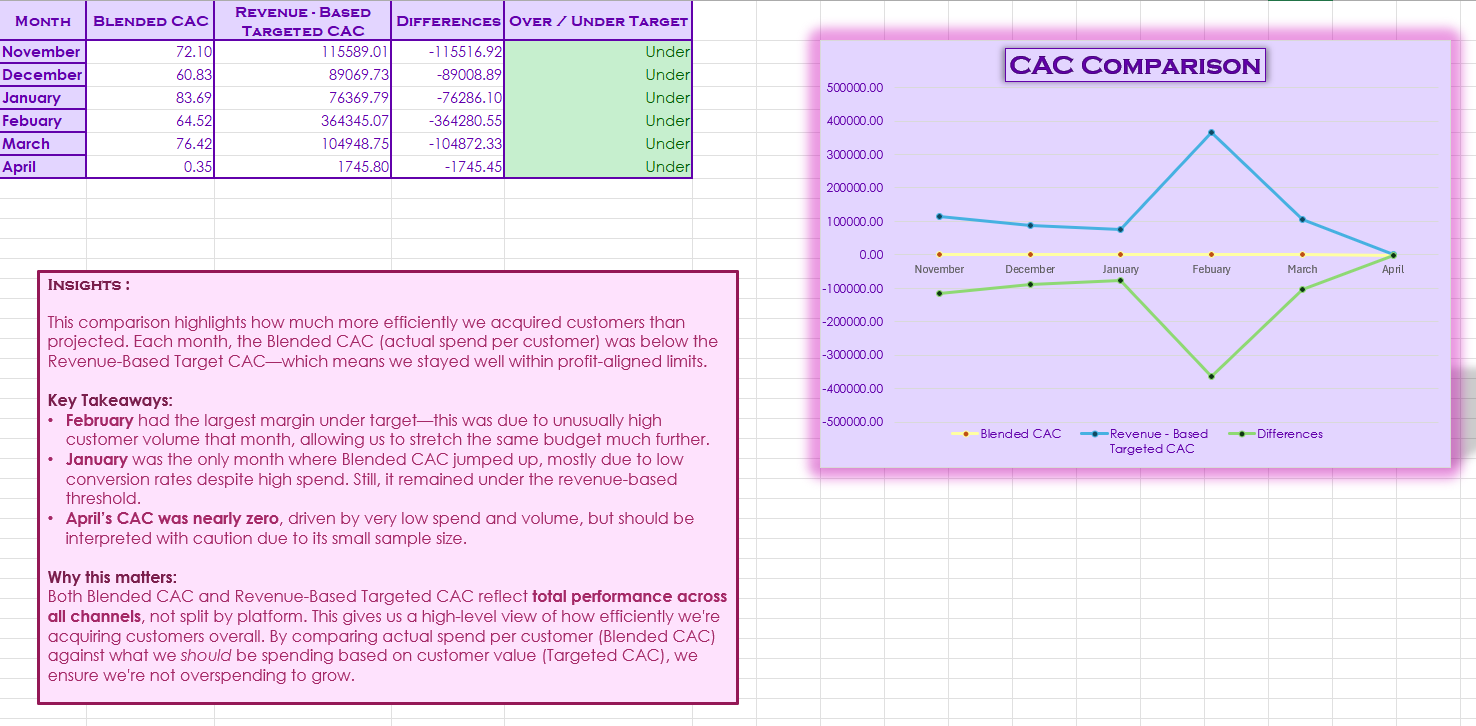 Month Blended CAC Revenue - Based Targeted CAC Differences Over / Under Target
November 72.10 115589.01 -115516.92 Under
December 60.83 89069.73 -89008.89 Under
January 83.69 76369.79 -76286.10 Under
Febuary 64.52 364345.07 -364280.55 Under
March 76.42 104948.75 -104872.33 Under
April 0.35 1745.80 -1745.45 Under
Insights :
This comparison highlights how much more efficiently we acquired customers than
projected. Each month, the Blended CAC (actual spend per customer) was below the
Revenue-Based Target CAC—which means we stayed well within profit-aligned limits.
Key Takeaways:
• February had the largest margin under target—this was due to unusually high
customer volume that month, allowing us to stretch the same budget much further.
• January was the only month where Blended CAC jumped up, mostly due to low
conversion rates despite high spend. Still, it remained under the revenue-based
threshold.
• April's CAC was nearly zero, driven by very low spend and volume, but should be
interpreted with caution due to its small sample size.
Why this matters:
Both Blended CAC and Revenue-Based Targeted CAC reflect total performance across
all channels, not split by platform. This gives us a high-level view of how efficiently we're
acquiring customers overall. By comparing actual spend per customer (Blended CAC)
against what we should be spending based on customer value (Targeted CAC), we
ensure we're not overspending to grow.
CAC Comparison
500000.00
400000.00
300000.00
200000.00
100000.00
0.00
November December January Febuary March April
-100000.00
-200000.00
-300000.00
-400000.00
-500000.00
Blended CAC Revenue - Based Differences
Targeted CAC